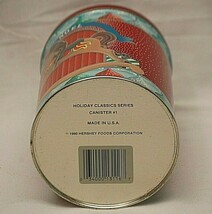 HOLIDAY CLASSICS SERIES
CANISTER #1
MADE IN U.S.A.
© 1990 HERSHEY FOODS CORPORATION